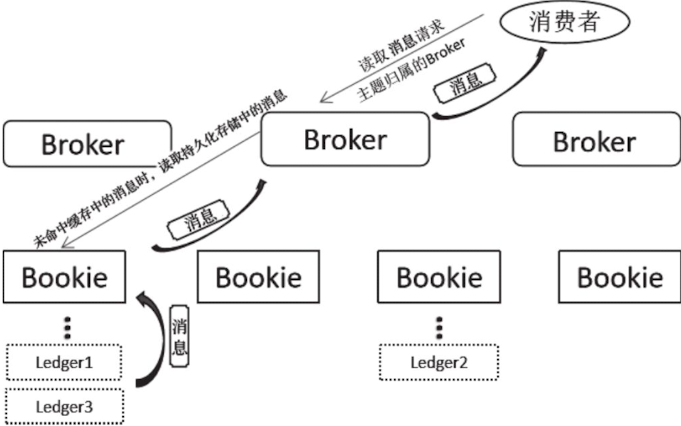 消费者
读取 消息请求
主题归属的Broker
消息
未命中缓存中的消息时，读取持久化存储中的消息
Broker
Broker
Broker
消息
Bookie
Bookie
Bookie
Bookie
消息
Ledger1
Ledger2
Ledger3